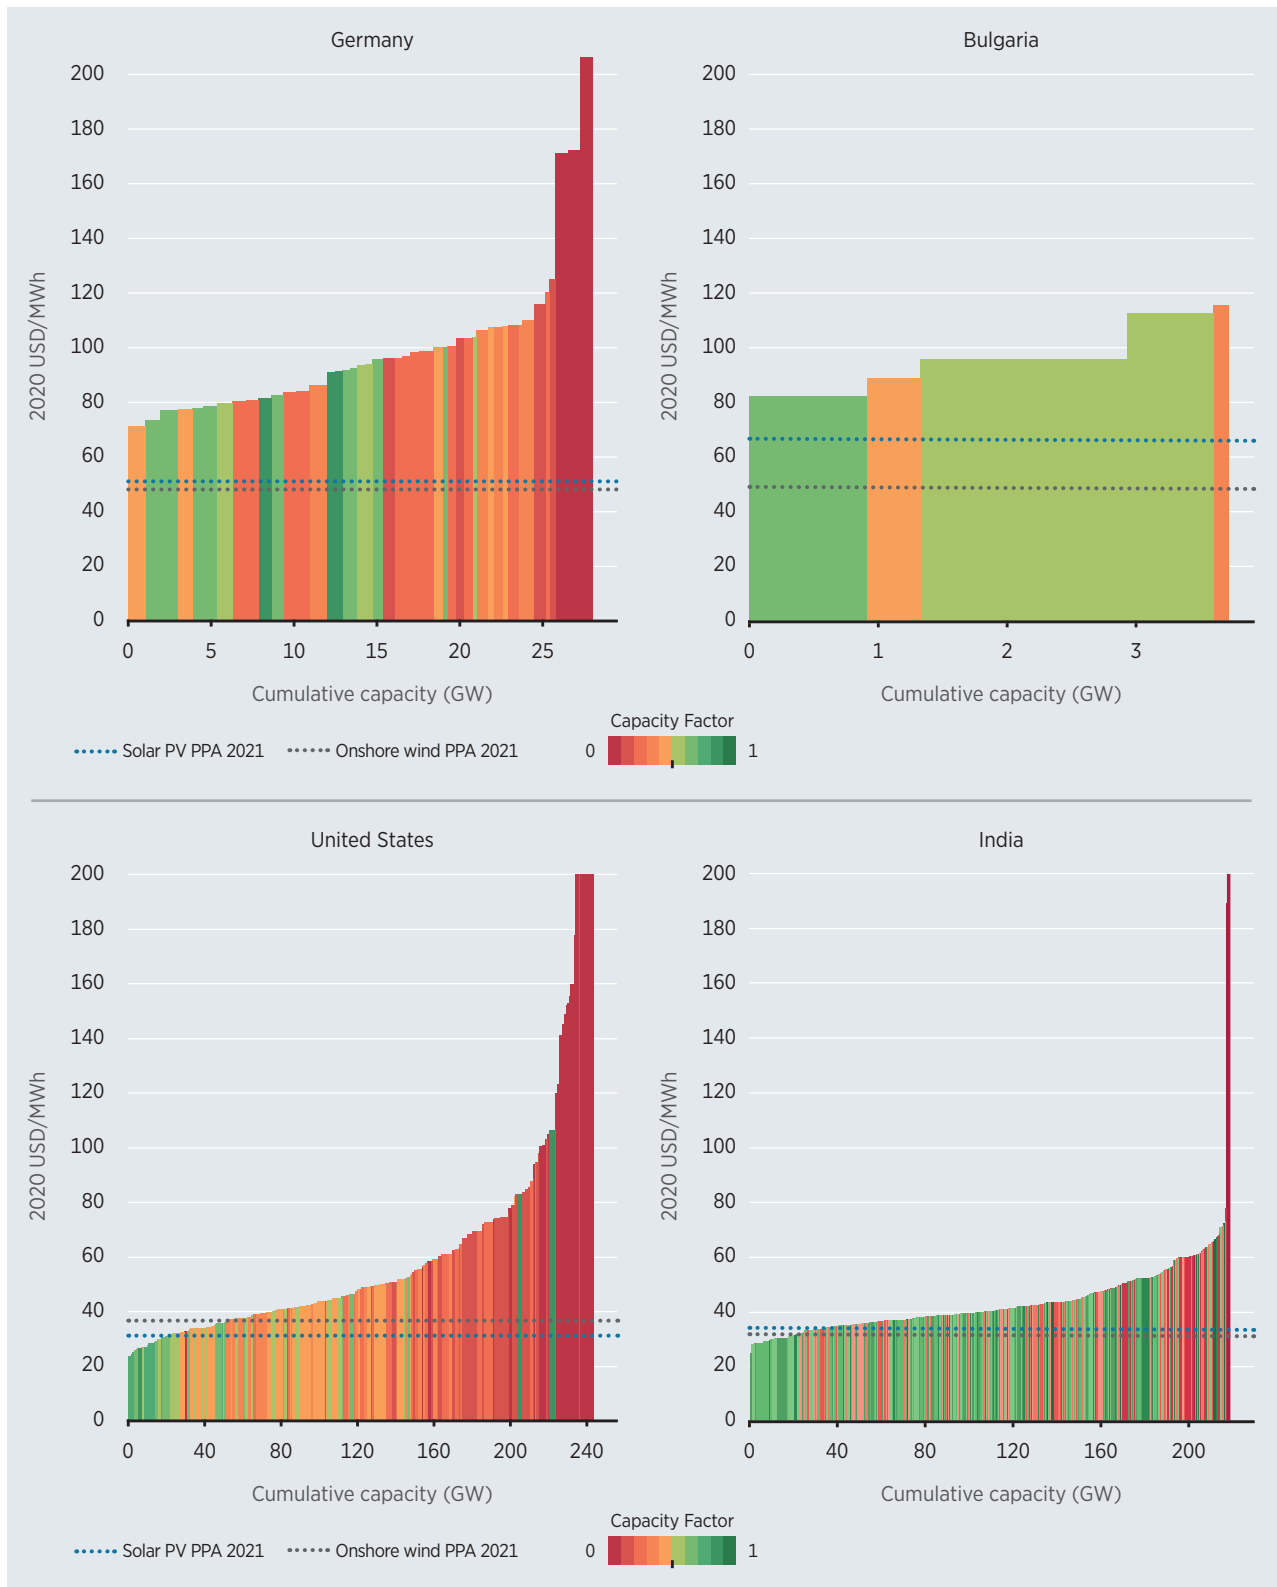 Germany
200
180
160
140
120
100
80
60
40
20
0
2020 USD/MWh
0 5 10 15 20 25
Cumulative capacity (GW)
Bulgaria
200
180
160
140
120
100
80
60
40
20
0
2020 USD/MWh
0 1 2 3
Cumulative capacity (GW)
Capacity Factor
Solar PV PPA 2021 Onshore wind PPA 2021 0 1
United States
200
180
160
140
120
100
80
60
40
20
0
2020 USD/MWh
0 40 80 120 160 200 240
Cumulative capacity (GW)
India
200
180
160
140
120
100
80
60
40
20
0
2020 USD/MWh
0 40 80 120 160 200
Cumulative capacity (GW)
Capacity Factor
Solar PV PPA 2021 Onshore wind PPA 2021 0 1